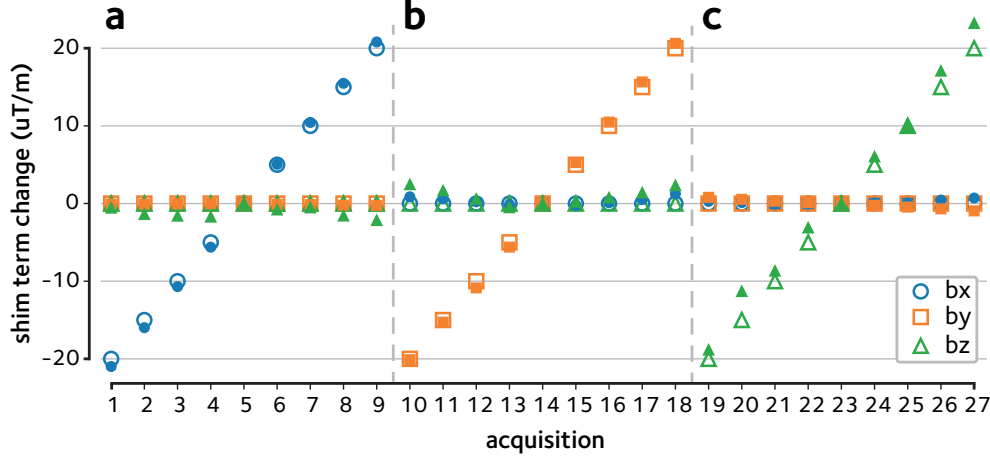 a b c
shim term change (uT/m)
20
10
0
-10
-20
bx
by
bz
1 2 3 4 5 6 7 8 9 10 11 12 13 14 15 16 17 18 19 20 21 22 23 24 25 26 27
acquisition